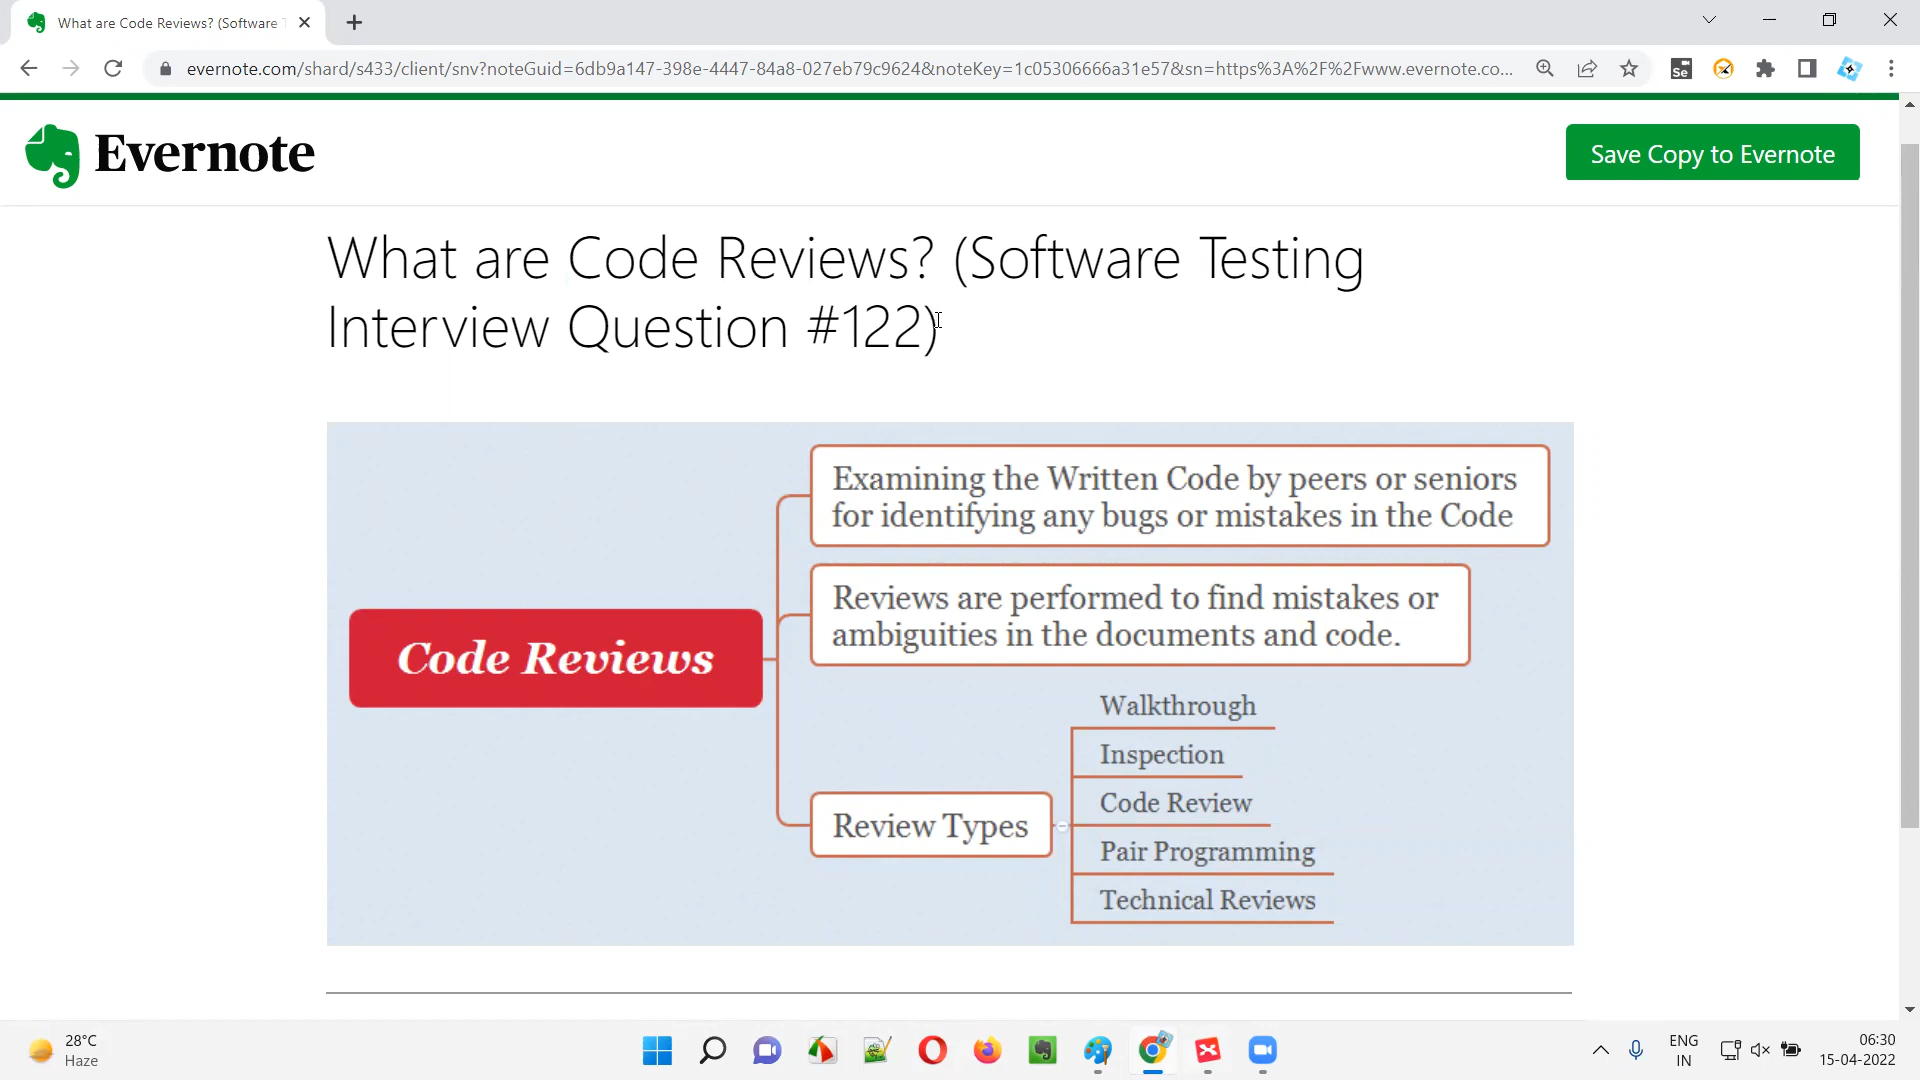 What are Code Reviews? (Software T
evernote.com/shard/s433/client/snv?noteGuid=6db9a147-398e-4447-84a8-027eb79c9624&noteKey=1c05306666a31e57&sn=https%3A%2F%2Fwww.evernote.co...
Se
Evernote
Save Copy to Evernote
What are Code Reviews? (Software Testing
Interview Question #122)
Examining the Written Code by peers or seniors
for identifying any bugs or mistakes in the Code
Reviews are performed to find mistakes or
ambiguities in the documents and code.
Code Reviews
Walkthrough
Inspection
Code Review
Review Types
Pair Programming
Technical Reviews
28°C
Haze
ENG
IN
06:30
15-04-2022